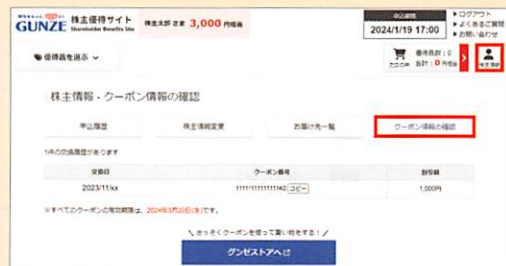 GUNZE 株主優待サイト
Shareholder Benefits Site
株主太郎 さま 3,000 円相当
申込期間
2024/1/19 17:00
ログアウト
よくあるご質問
お問い合わせ
優待品を選ぶ
優待品数：0
合計：0 円相当
株主情報
株主情報 - クーポン情報の確認
申込履歴
株主情報変更
お届け先一覧
クーポン情報の確認
1件の交換履歴があります
交換日
クーポン番号
割引額
2023/11/xx
コピー
1,000円
※すべてのクーポンの有効期限は、2024年3月20日(水)です。
さっそくクーポンを使って買い物をする！
グンゼストアへ